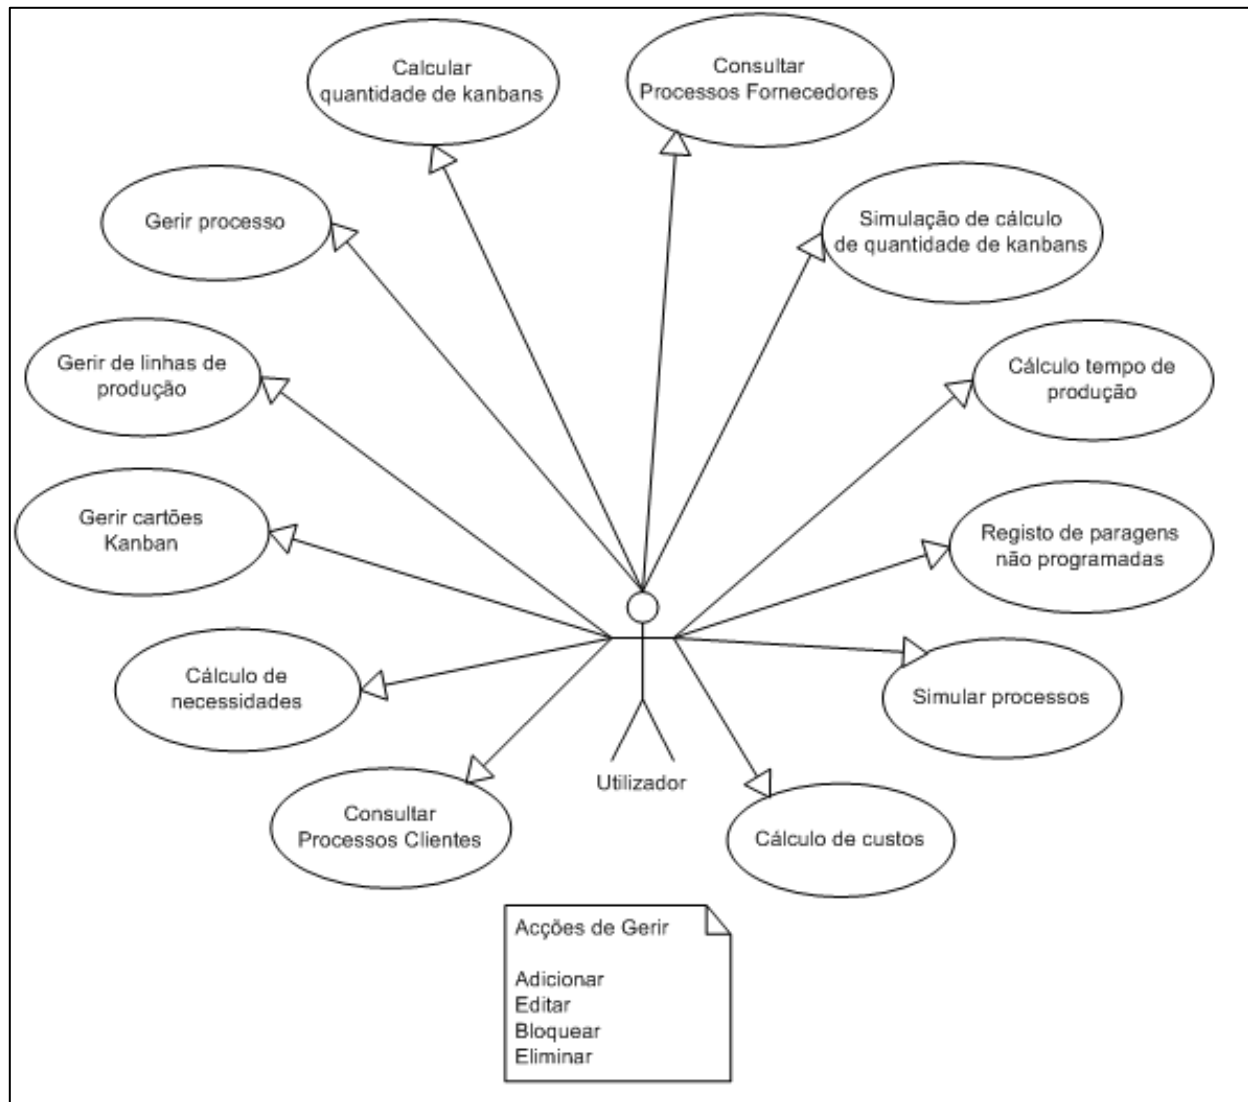 Calcular
quantidade de kanbans
Consultar
Processos Fornecedores
Gerir processo
Simulação de cálculo
de quantidade de kanbans
Gerir de linhas de
produção
Cálculo tempo de
produção
Gerir cartões
Kanban
Registo de paragens
não programadas
Cálculo de
necessidades
Simular processos
Utilizador
Consultar
Processos Clientes
Cálculo de custos
Acções de Gerir
Adicionar
Editar
Bloquear
Eliminar